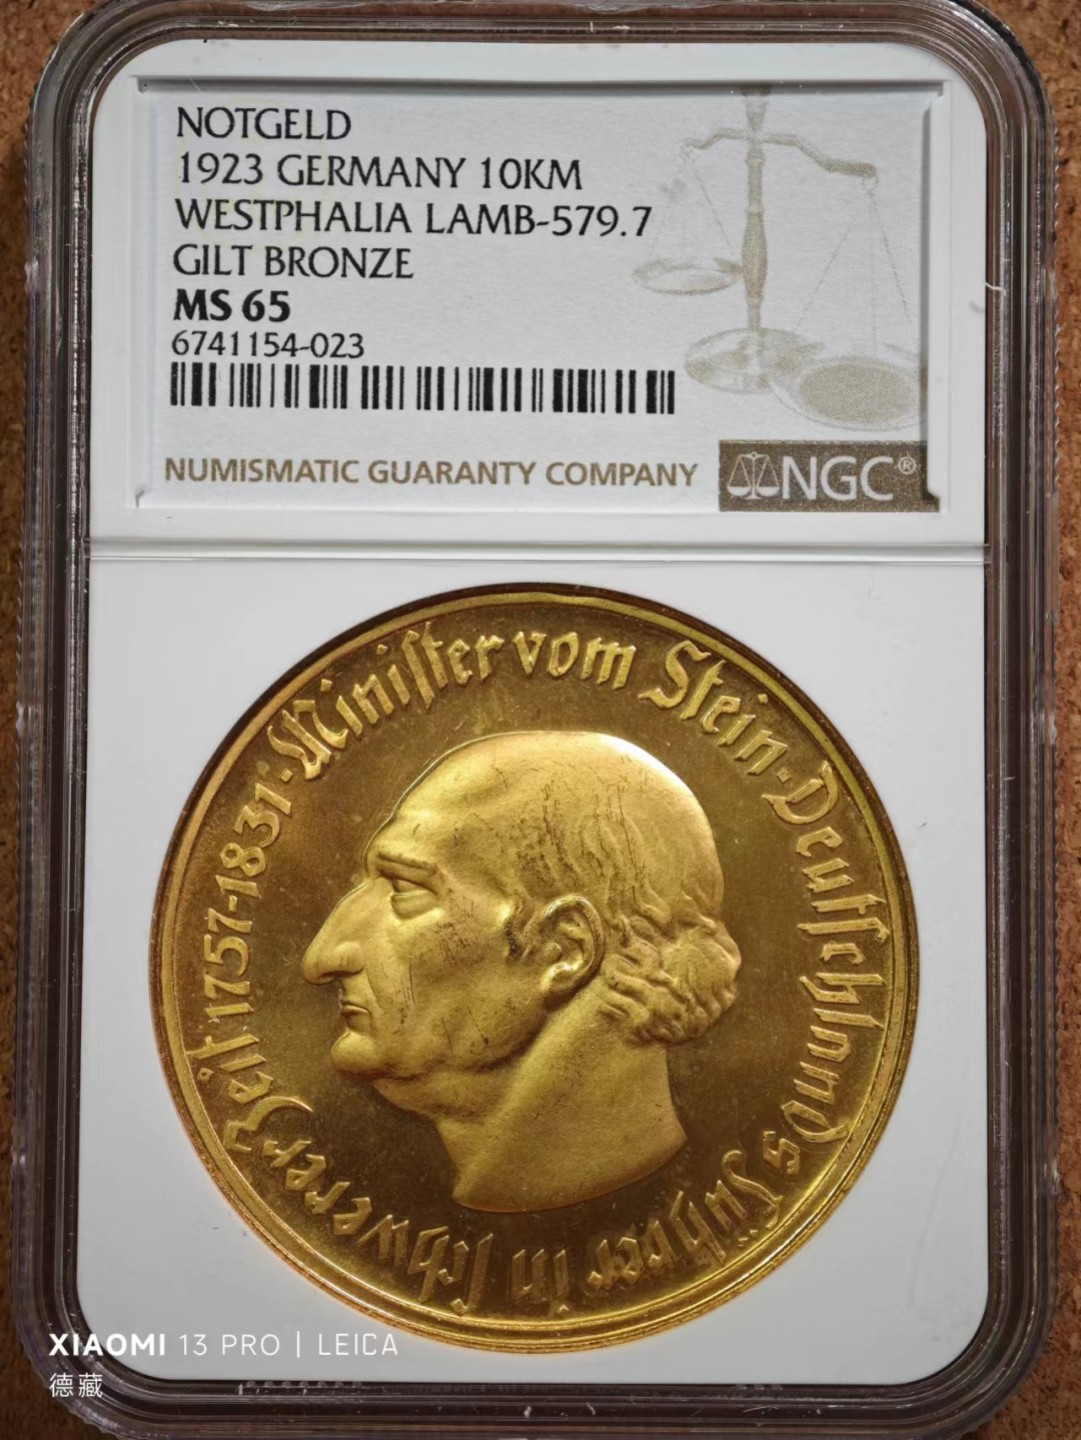 NOTGELD
1923 GERMANY 10KM
WESTPHALIA LAMB-579.7
GILT BRONZE
MS 65
6741154-023
NUMISMATIC GUARANTY COMPANY
NGC®
Minister vom Stein · Deutschlands Führer in schwerer Zeit 1757-1831 ·
XIAOMI 13 PRO | LEICA
德藏